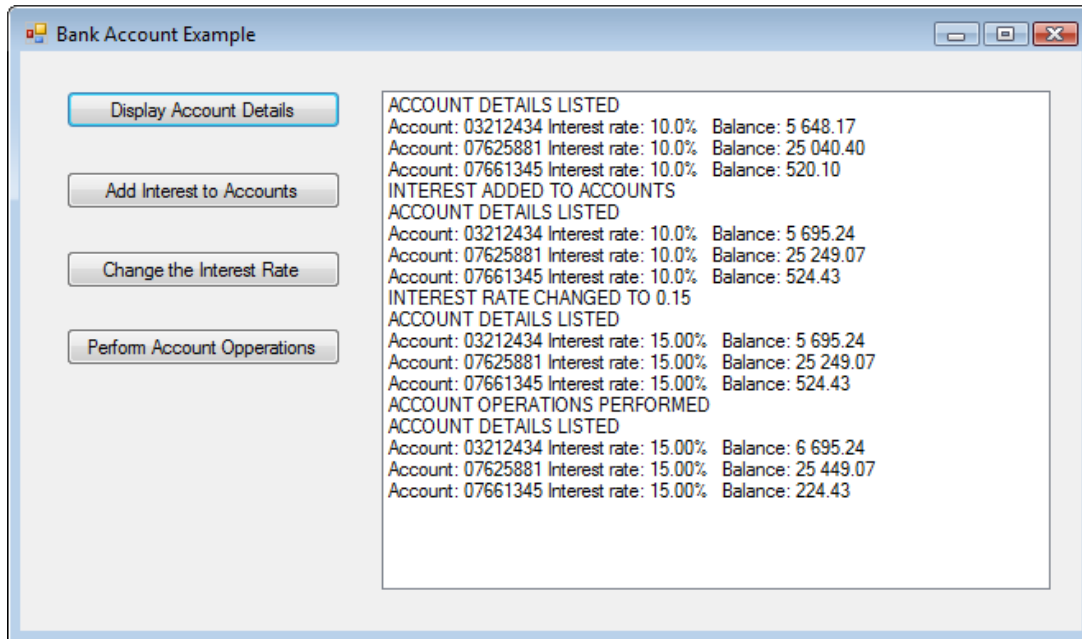 Bank Account Example
Display Account Details
Add Interest to Accounts
Change the Interest Rate
Perform Account Opperations
ACCOUNT DETAILS LISTED
Account: 03212434 Interest rate: 10.0% Balance: 5 648.17
Account: 07625881 Interest rate: 10.0% Balance: 25 040.40
Account: 07661345 Interest rate: 10.0% Balance: 520.10
INTEREST ADDED TO ACCOUNTS
ACCOUNT DETAILS LISTED
Account: 03212434 Interest rate: 10.0% Balance: 5 695.24
Account: 07625881 Interest rate: 10.0% Balance: 25 249.07
Account: 07661345 Interest rate: 10.0% Balance: 524.43
INTEREST RATE CHANGED TO 0.15
ACCOUNT DETAILS LISTED
Account: 03212434 Interest rate: 15.00% Balance: 5 695.24
Account: 07625881 Interest rate: 15.00% Balance: 25 249.07
Account: 07661345 Interest rate: 15.00% Balance: 524.43
ACCOUNT OPERATIONS PERFORMED
ACCOUNT DETAILS LISTED
Account: 03212434 Interest rate: 15.00% Balance: 6 695.24
Account: 07625881 Interest rate: 15.00% Balance: 25 449.07
Account: 07661345 Interest rate: 15.00% Balance: 224.43